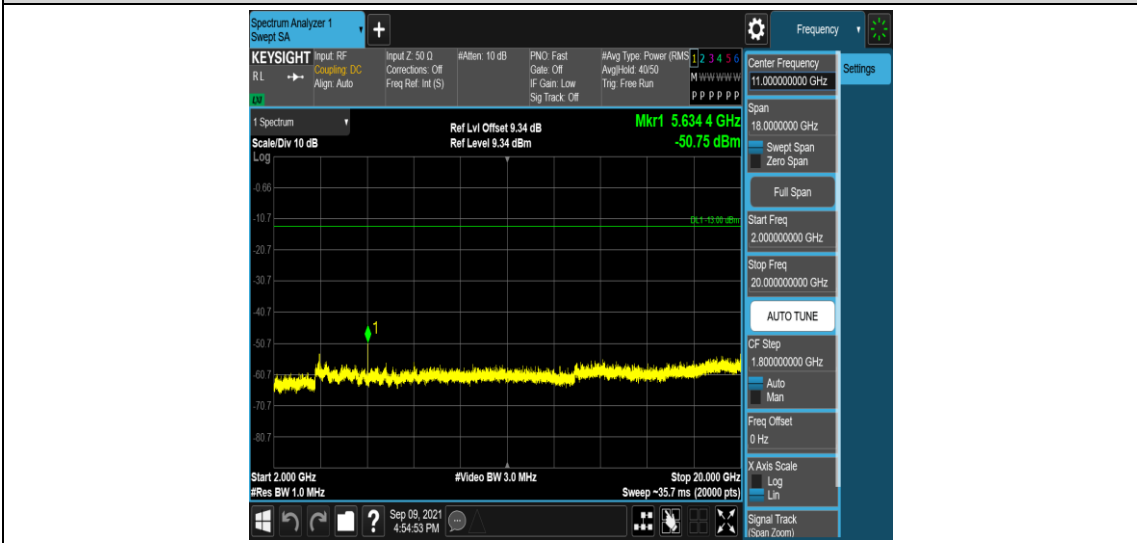 Spectrum Analyzer 1
Swept SA
+
Frequency
KEYSIGHT
RL
LXI
Input: RF
Coupling: DC
Align: Auto
Input Z: 50 Ω
Corrections: Off
Freq Ref: Int (S)
#Atten: 10 dB
PNO: Fast
Gate: Off
IF Gain: Low
Sig Track: Off
#Avg Type: Power (RMS
Avg|Hold: 40/50
Trig: Free Run
1 2 3 4 5 6
M W W W W W
P P P P P P
1 Spectrum
Scale/Div 10 dB
Log
Ref Lvl Offset 9.34 dB
Ref Level 9.34 dBm
Mkr1 5.634 4 GHz
-50.75 dBm
-0.66
-10.7
DL1 -13.00 dBm
-20.7
-30.7
-40.7
1
-50.7
-60.7
-70.7
-80.7
Start 2.000 GHz
#Res BW 1.0 MHz
#Video BW 3.0 MHz
Stop 20.000 GHz
Sweep ~35.7 ms (20000 pts)
Center Frequency
11.000000000 GHz
Settings
Span
18.0000000 GHz
Swept Span
Zero Span
Full Span
Start Freq
2.000000000 GHz
Stop Freq
20.000000000 GHz
AUTO TUNE
CF Step
1.800000000 GHz
Auto
Man
Freq Offset
0 Hz
X Axis Scale
Log
Lin
Signal Track
(Span Zoom)
?
Sep 09, 2021
4:54:53 PM